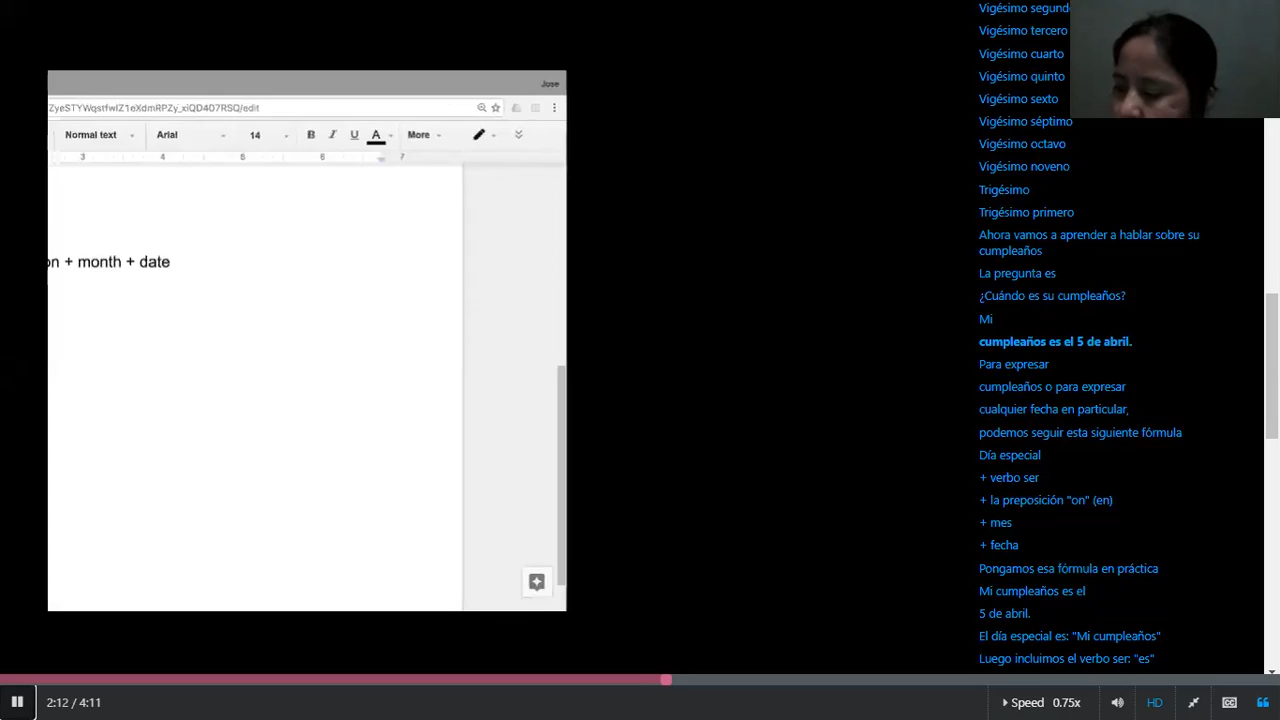 Jose
ZyeSTYWqstfwIZ1eXdmRPZy_xiQD4D7RSQ/edit
Normal text Arial 14 B I U A More
3 4 5 6 7
on + month + date
Vigésimo segundo
Vigésimo tercero
Vigésimo cuarto
Vigésimo quinto
Vigésimo sexto
Vigésimo séptimo
Vigésimo octavo
Vigésimo noveno
Trigésimo
Trigésimo primero
Ahora vamos a aprender a hablar sobre su
cumpleaños
La pregunta es
¿Cuándo es su cumpleaños?
Mi
cumpleaños es el 5 de abril.
Para expresar
cumpleaños o para expresar
cualquier fecha en particular,
podemos seguir esta siguiente fórmula
Día especial
+ verbo ser
+ la preposición "on" (en)
+ mes
+ fecha
Pongamos esa fórmula en práctica
Mi cumpleaños es el
5 de abril.
El día especial es: "Mi cumpleaños"
Luego incluimos el verbo ser: "es"
2:12 / 4:11 Speed 0.75x HD CC